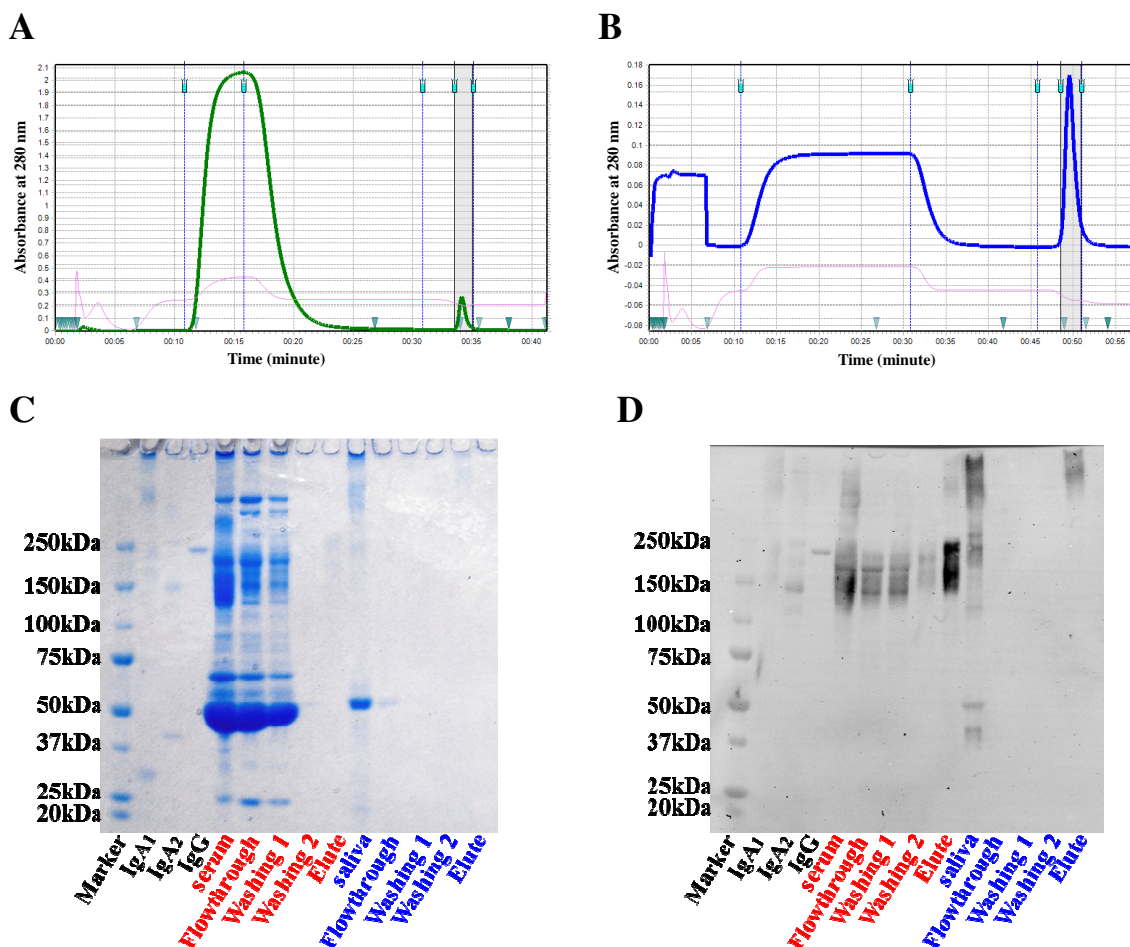 A
B
Absorbance at 280 nm
2.1
2
1.9
1.8
1.7
1.6
1.5
1.4
1.3
1.2
1.1
1
0.9
0.8
0.7
0.6
0.5
0.4
0.3
0.2
0.1
0
00:00
00:05
00:10
00:15
00:20
00:25
00:30
00:35
00:40
Time (minute)
Absorbance at 280 nm
0.18
0.16
0.14
0.12
0.10
0.08
0.06
0.04
0.02
0
-0.02
-0.04
-0.06
-0.08
00:00
00:05
00:10
00:15
00:20
00:25
00:30
00:35
00:40
00:45
00:50
00:55
Time (minute)
C
250kDa
150kDa
100kDa
75kDa
50kDa
37kDa
25kDa
20kDa
Marker
IgA1
IgA2
IgG
serum
Flowthrough
Washing 1
Washing 2
Elute
saliva
Flowthrough
Washing 1
Washing 2
Elute
D
250kDa
150kDa
100kDa
75kDa
50kDa
37kDa
25kDa
20kDa
Marker
IgA1
IgA2
IgG
serum
Flowthrough
Washing 1
Washing 2
Elute
saliva
Flowthrough
Washing 1
Washing 2
Elute